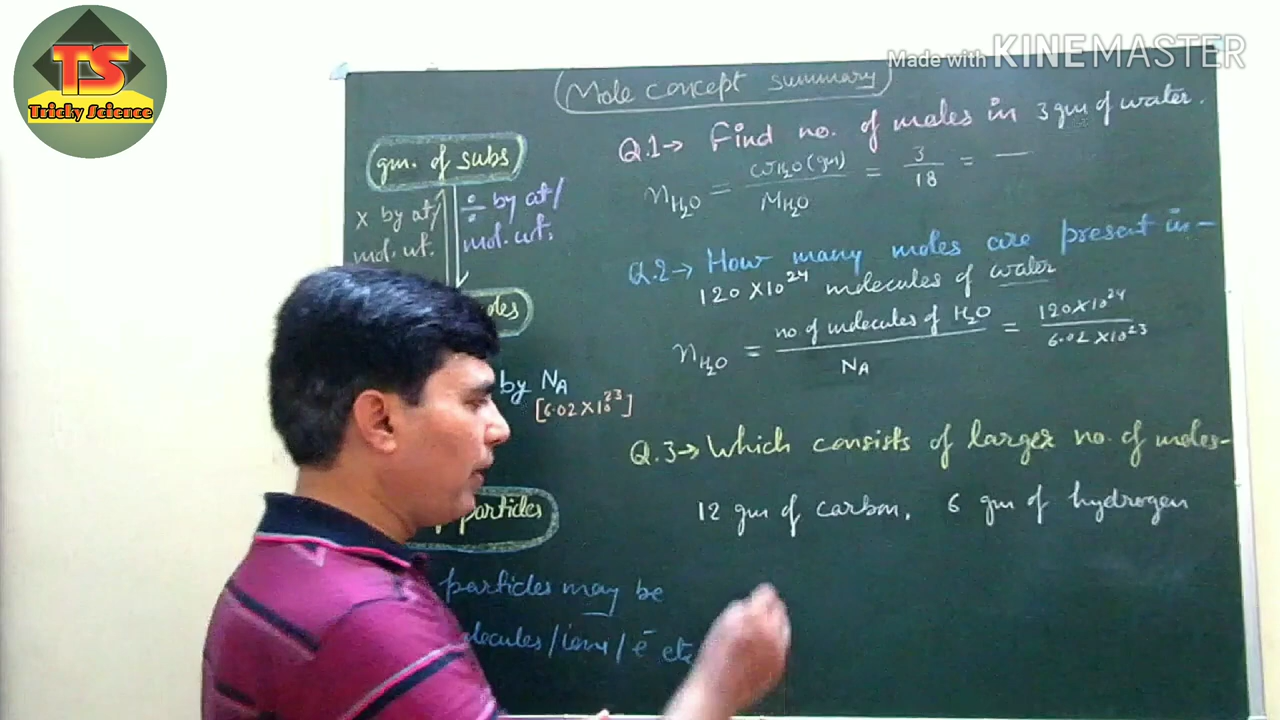 TS
Tricky Science
Made with KINEMASTER
Mole concept summary
gm. of subs
x by at/
mol. wt.
÷ by at/
mol. wt.
by NA
[6.02 × 10^23]
particles
particles may be
/ions/ e⁻ etc
Q.1→ Find no. of moles in 3 gm of water.
nH₂O = wH₂O (gm) / MH₂O = 3/18 = —
Q.2→ How many moles are present in-
120 × 10^24 molecules of water
nH₂O = no of molecules of H₂O / NA = 120×10^24 / 6.02×10^23
Q.3→ Which consists of larger no. of moles-
12 gm of carbon, 6 gm of hydrogen